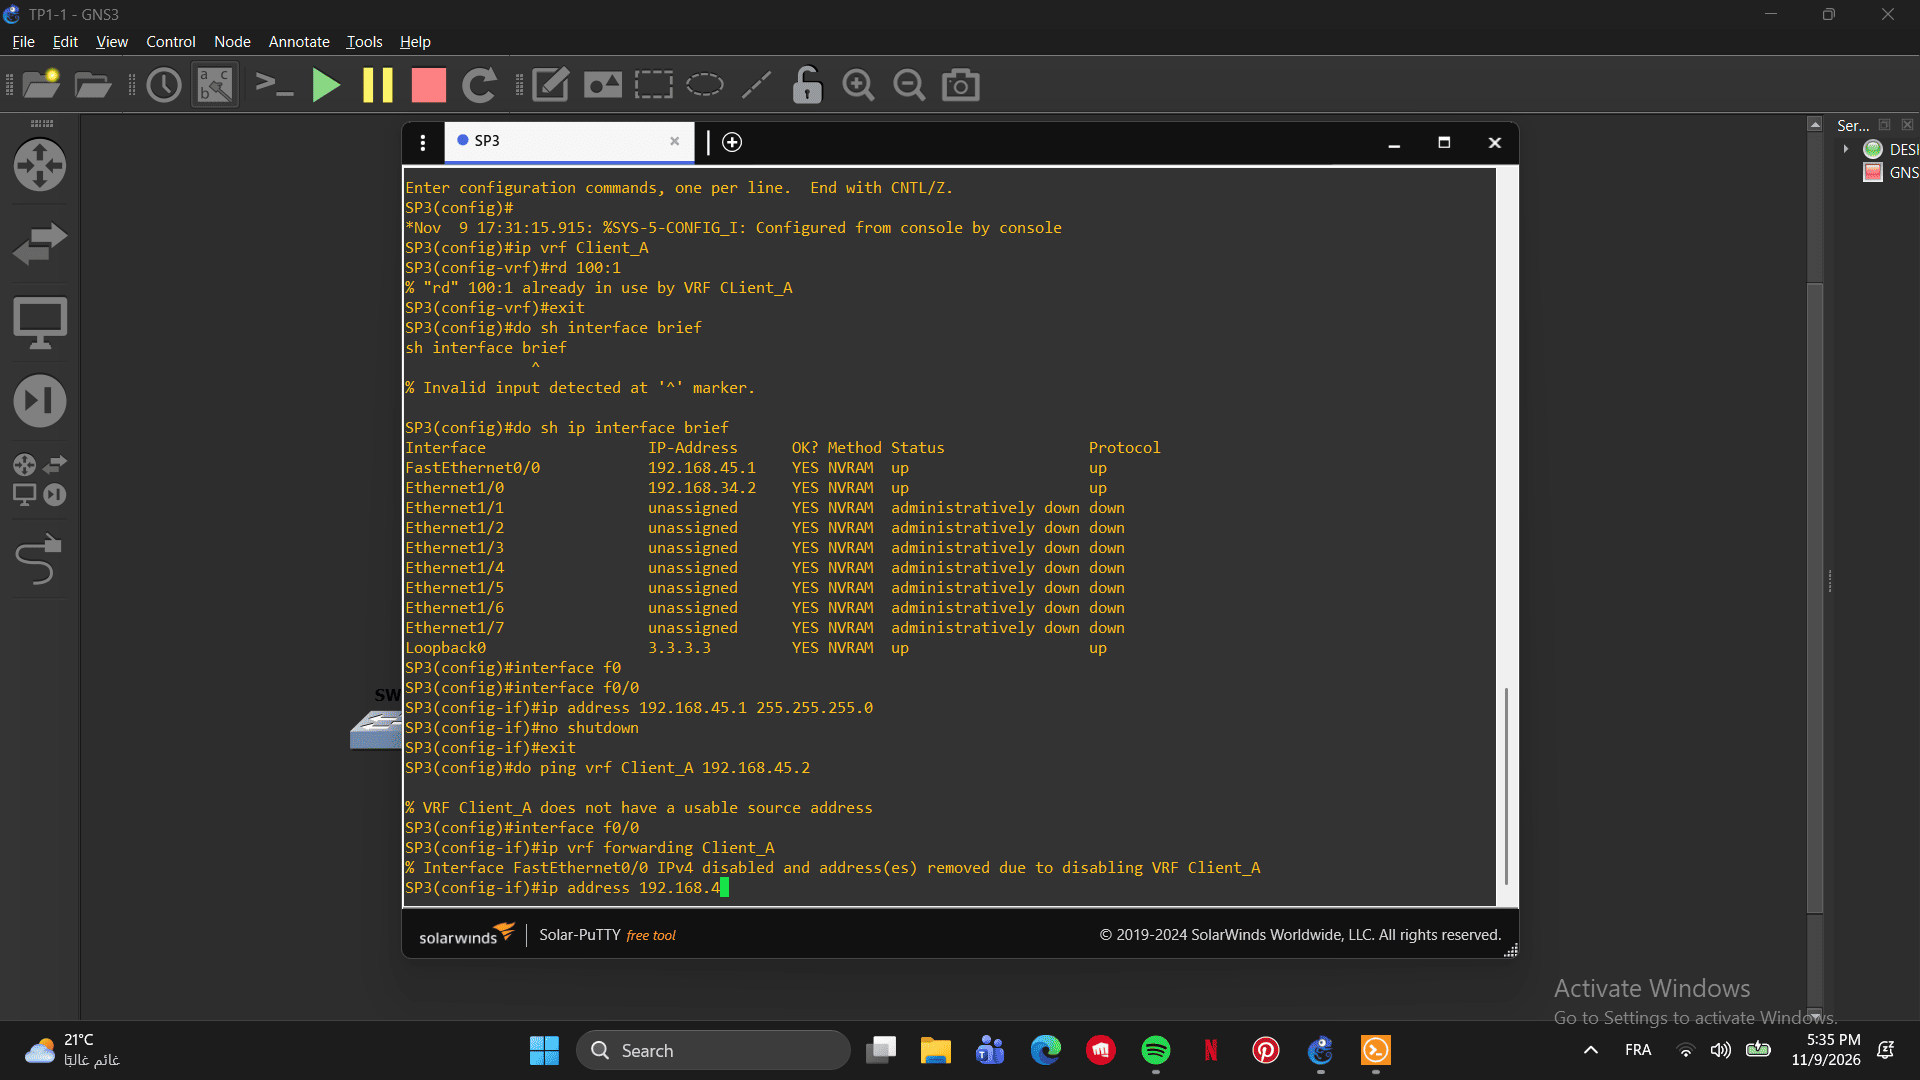 TP1-1 - GNS3
File Edit View Control Node Annotate Tools Help
SP3
Ser...
DESH
GNS
Enter configuration commands, one per line.  End with CNTL/Z.
SP3(config)#
*Nov  9 17:31:15.915: %SYS-5-CONFIG_I: Configured from console by console
SP3(config)#ip vrf Client_A
SP3(config-vrf)#rd 100:1
% "rd" 100:1 already in use by VRF CLient_A
SP3(config-vrf)#exit
SP3(config)#do sh interface brief
sh interface brief
^
% Invalid input detected at '^' marker.
SP3(config)#do sh ip interface brief
Interface IP-Address OK? Method Status Protocol
FastEthernet0/0 192.168.45.1 YES NVRAM up up
Ethernet1/0 192.168.34.2 YES NVRAM up up
Ethernet1/1 unassigned YES NVRAM administratively down down
Ethernet1/2 unassigned YES NVRAM administratively down down
Ethernet1/3 unassigned YES NVRAM administratively down down
Ethernet1/4 unassigned YES NVRAM administratively down down
Ethernet1/5 unassigned YES NVRAM administratively down down
Ethernet1/6 unassigned YES NVRAM administratively down down
Ethernet1/7 unassigned YES NVRAM administratively down down
Loopback0 3.3.3.3 YES NVRAM up up
SP3(config)#interface f0
SP3(config)#interface f0/0
SW
SP3(config-if)#ip address 192.168.45.1 255.255.255.0
SP3(config-if)#no shutdown
SP3(config-if)#exit
SP3(config)#do ping vrf Client_A 192.168.45.2
% VRF Client_A does not have a usable source address
SP3(config)#interface f0/0
SP3(config-if)#ip vrf forwarding Client_A
% Interface FastEthernet0/0 IPv4 disabled and address(es) removed due to disabling VRF Client_A
SP3(config-if)#ip address 192.168.4
solarwinds Solar-PuTTY free tool © 2019-2024 SolarWinds Worldwide, LLC. All rights reserved.
Activate Windows
Go to Settings to activate Windows.
21°C
غائم غالبًا
Search
FRA
5:35 PM
11/9/2026